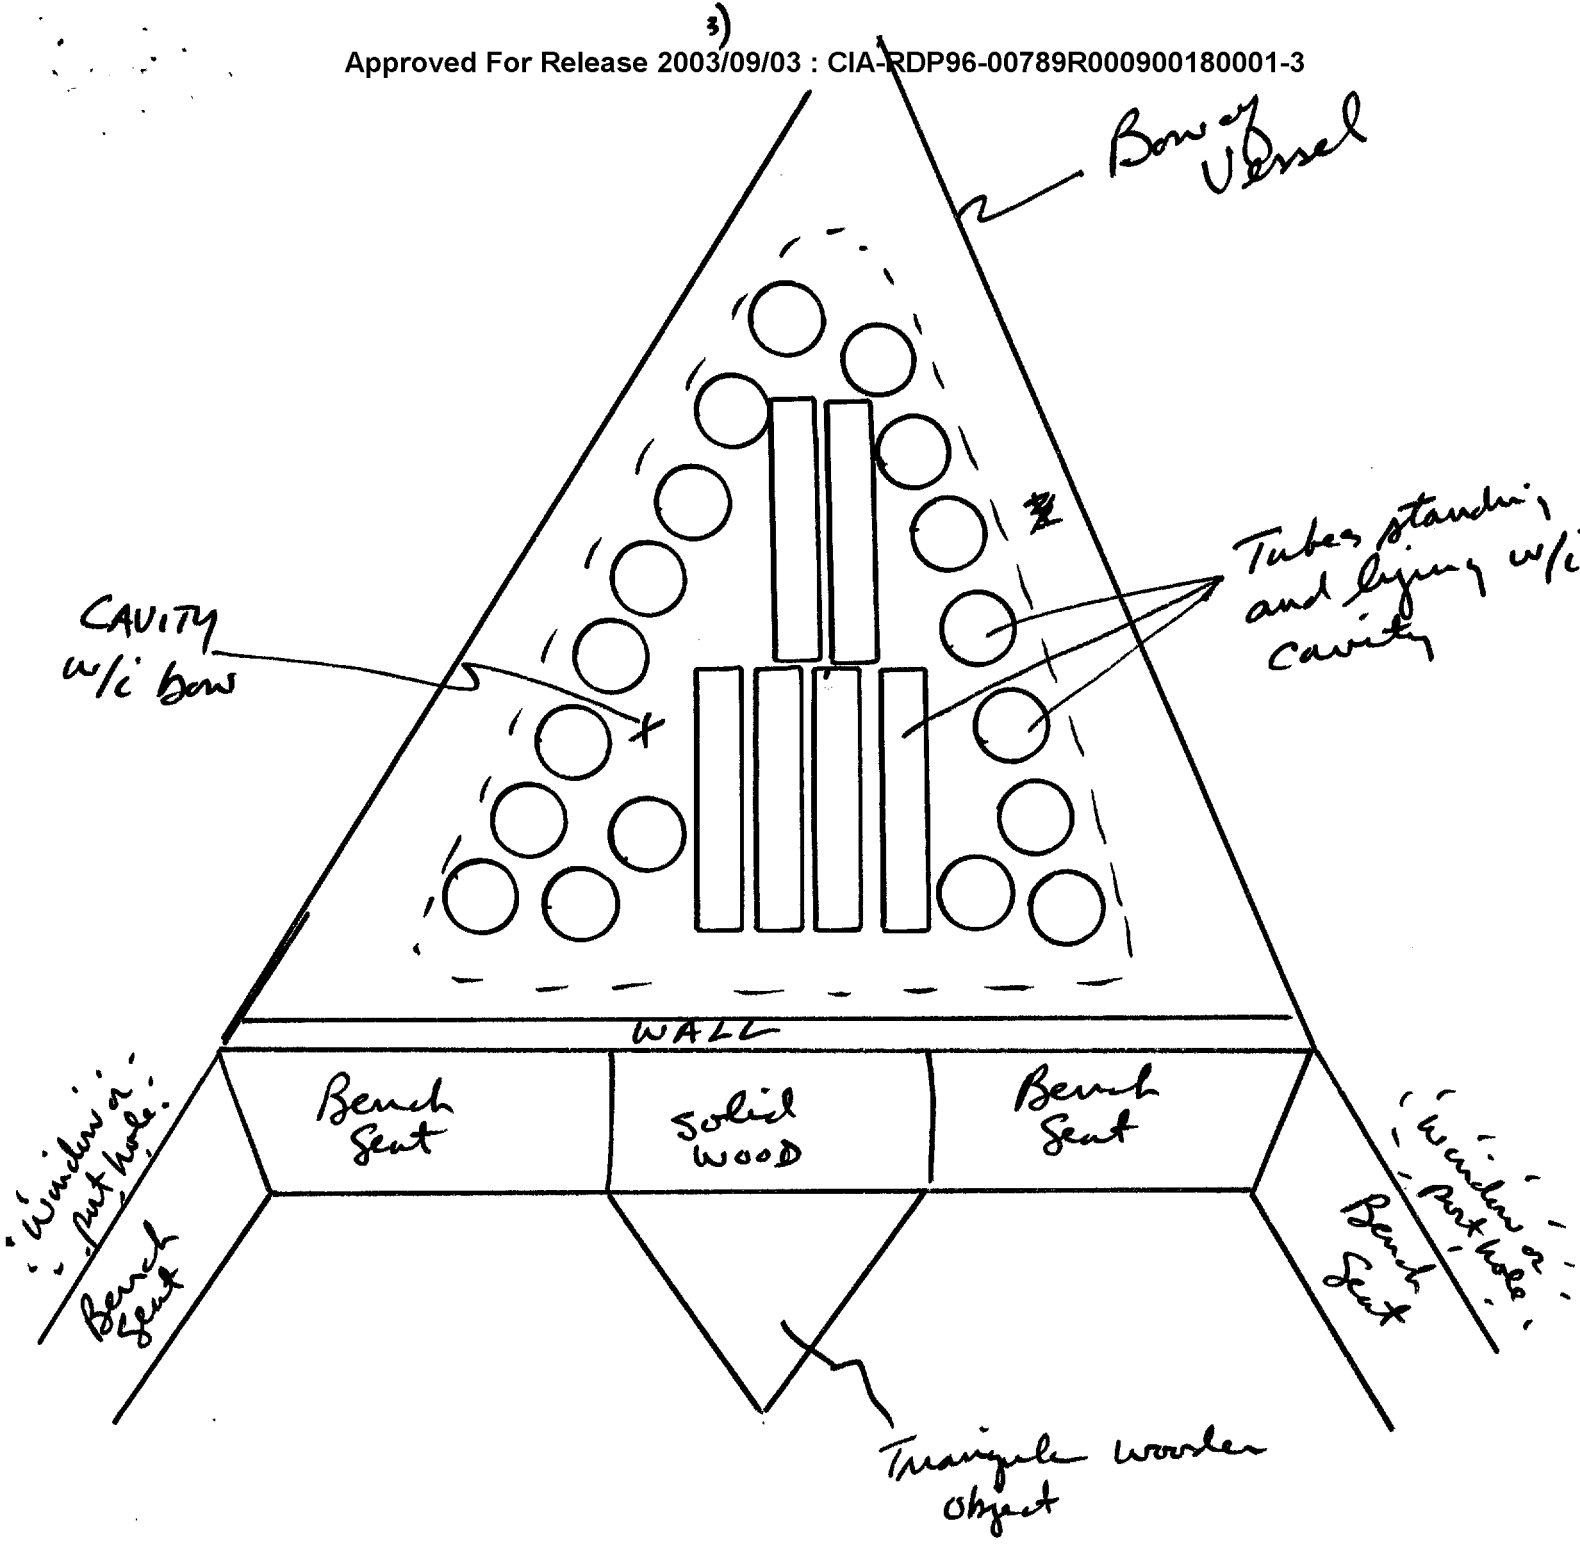 3)
Approved For Release 2003/09/03 : CIA-RDP96-00789R000900180001-3
Bow of
Vessel
Tubes standing
and lying w/i
cavity
CAVITY
w/i bow
WALL
Bench
Seat
Solid
WOOD
Bench
Seat
Window or
port hole
Bench
Seat
Window or
port hole
Bench
Seat
Triangular wooden
object